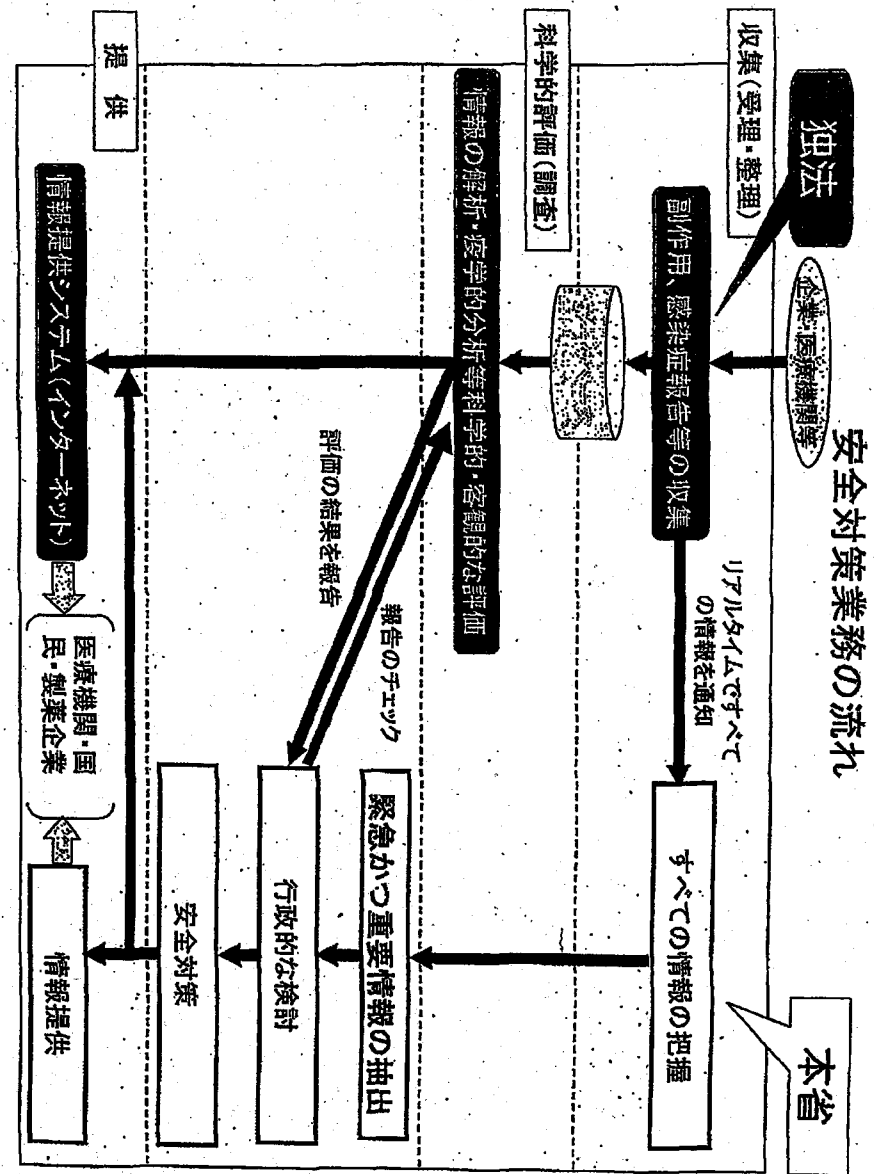 安全対策業務の流れ
独法
企業・医療機関等
本省
収集(受理・整理)
副作用、感染症報告等の収集
リアルタイムですべて
の情報を通知
すべての情報の把握
科学的評価(調査)
情報の解析・疫学的分析等科学的・客観的な評価
報告のチェック
評価の結果を報告
緊急かつ重要情報の抽出
行政的な検討
安全対策
提供
情報提供システム(インターネット)
医療機関・国
民・製薬企業
情報提供